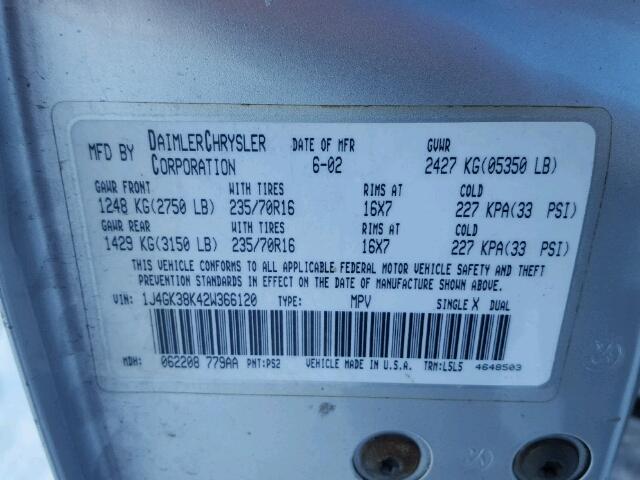 MFD BY DAIMLERCHRYSLER CORPORATION DATE OF MFR 6-02 GVWR 2427 KG(05350 LB)
GAWR FRONT WITH TIRES RIMS AT COLD
1248 KG(2750 LB) 235/70R16 16X7 227 KPA(33 PSI)
GAWR REAR WITH TIRES RIMS AT COLD
1429 KG(3150 LB) 235/70R16 16X7 227 KPA(33 PSI)
THIS VEHICLE CONFORMS TO ALL APPLICABLE FEDERAL MOTOR VEHICLE SAFETY AND THEFT
PREVENTION STANDARDS IN EFFECT ON THE DATE OF MANUFACTURE SHOWN ABOVE.
VIN: 1J4GK38K42W366120 TYPE: MPV SINGLE X DUAL
MDH: 062208 779AA PNT:PS2 VEHICLE MADE IN U.S.A. TRM:L5L5 4648503